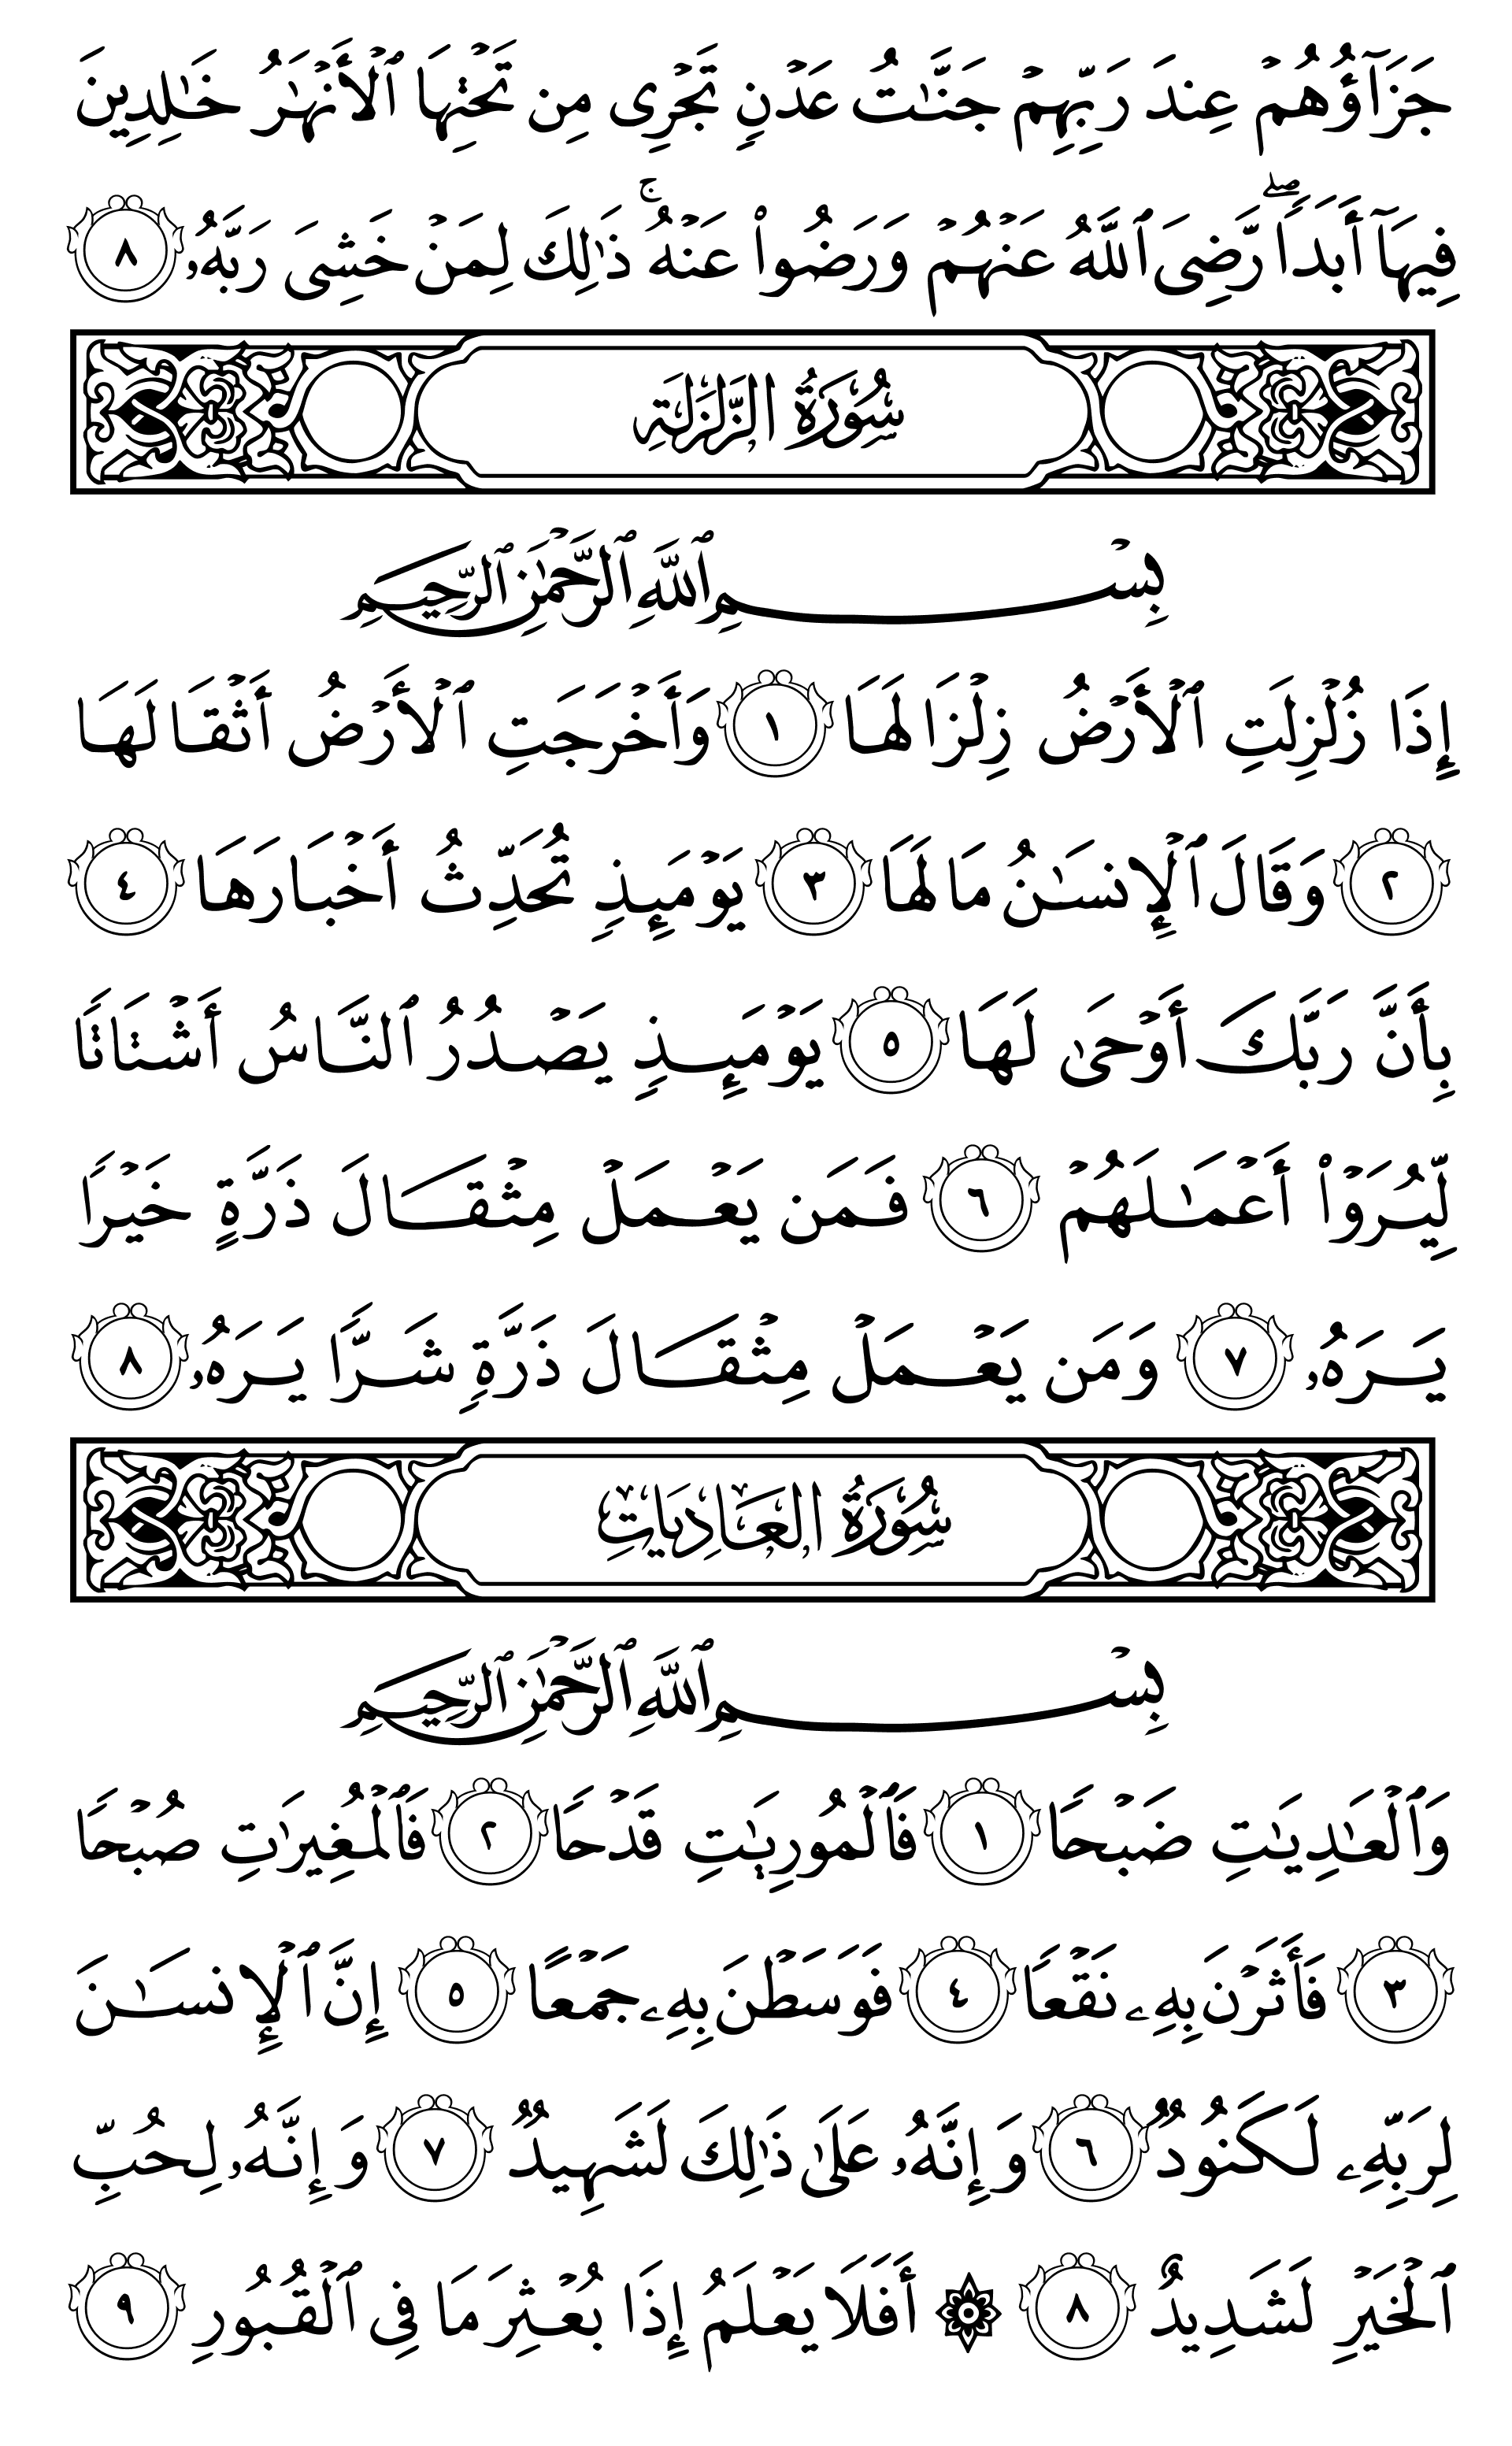 جَزَآؤُهُمْ عِندَ رَبِّهِمْ جَنَّـٰتُ عَدْنٍ تَجْرِى مِن تَحْتِهَا ٱلْأَنْهَـٰرُ خَـٰلِدِينَ
فِيهَآ أَبَدًا ۖ رَّضِىَ ٱللَّهُ عَنْهُمْ وَرَضُوا۟ عَنْهُ ۚ ذَٰلِكَ لِمَنْ خَشِىَ رَبَّهُۥ ٨
سُورَةُ الزَّلْزَلَةِ
بِسْمِ ٱللَّهِ ٱلرَّحْمَـٰنِ ٱلرَّحِيمِ
إِذَا زُلْزِلَتِ ٱلْأَرْضُ زِلْزَالَهَا ١ وَأَخْرَجَتِ ٱلْأَرْضُ أَثْقَالَهَا
٢ وَقَالَ ٱلْإِنسَـٰنُ مَا لَهَا ٣ يَوْمَئِذٍ تُحَدِّثُ أَخْبَارَهَا ٤
بِأَنَّ رَبَّكَ أَوْحَىٰ لَهَا ٥ يَوْمَئِذٍ يَصْدُرُ ٱلنَّاسُ أَشْتَاتًا
لِّيُرَوْا۟ أَعْمَـٰلَهُمْ ٦ فَمَن يَعْمَلْ مِثْقَالَ ذَرَّةٍ خَيْرًا
يَرَهُۥ ٧ وَمَن يَعْمَلْ مِثْقَالَ ذَرَّةٍ شَرًّا يَرَهُۥ ٨
سُورَةُ العَادِيَاتِ
بِسْمِ ٱللَّهِ ٱلرَّحْمَـٰنِ ٱلرَّحِيمِ
وَٱلْعَـٰدِيَـٰتِ ضَبْحًا ١ فَٱلْمُورِيَـٰتِ قَدْحًا ٢ فَٱلْمُغِيرَٰتِ صُبْحًا
٣ فَأَثَرْنَ بِهِۦ نَقْعًا ٤ فَوَسَطْنَ بِهِۦ جَمْعًا ٥ إِنَّ ٱلْإِنسَـٰنَ
لِرَبِّهِۦ لَكَنُودٌ ٦ وَإِنَّهُۥ عَلَىٰ ذَٰلِكَ لَشَهِيدٌ ٧ وَإِنَّهُۥ لِحُبِّ
ٱلْخَيْرِ لَشَدِيدٌ ٨ ۞ أَفَلَا يَعْلَمُ إِذَا بُعْثِرَ مَا فِى ٱلْقُبُورِ ٩